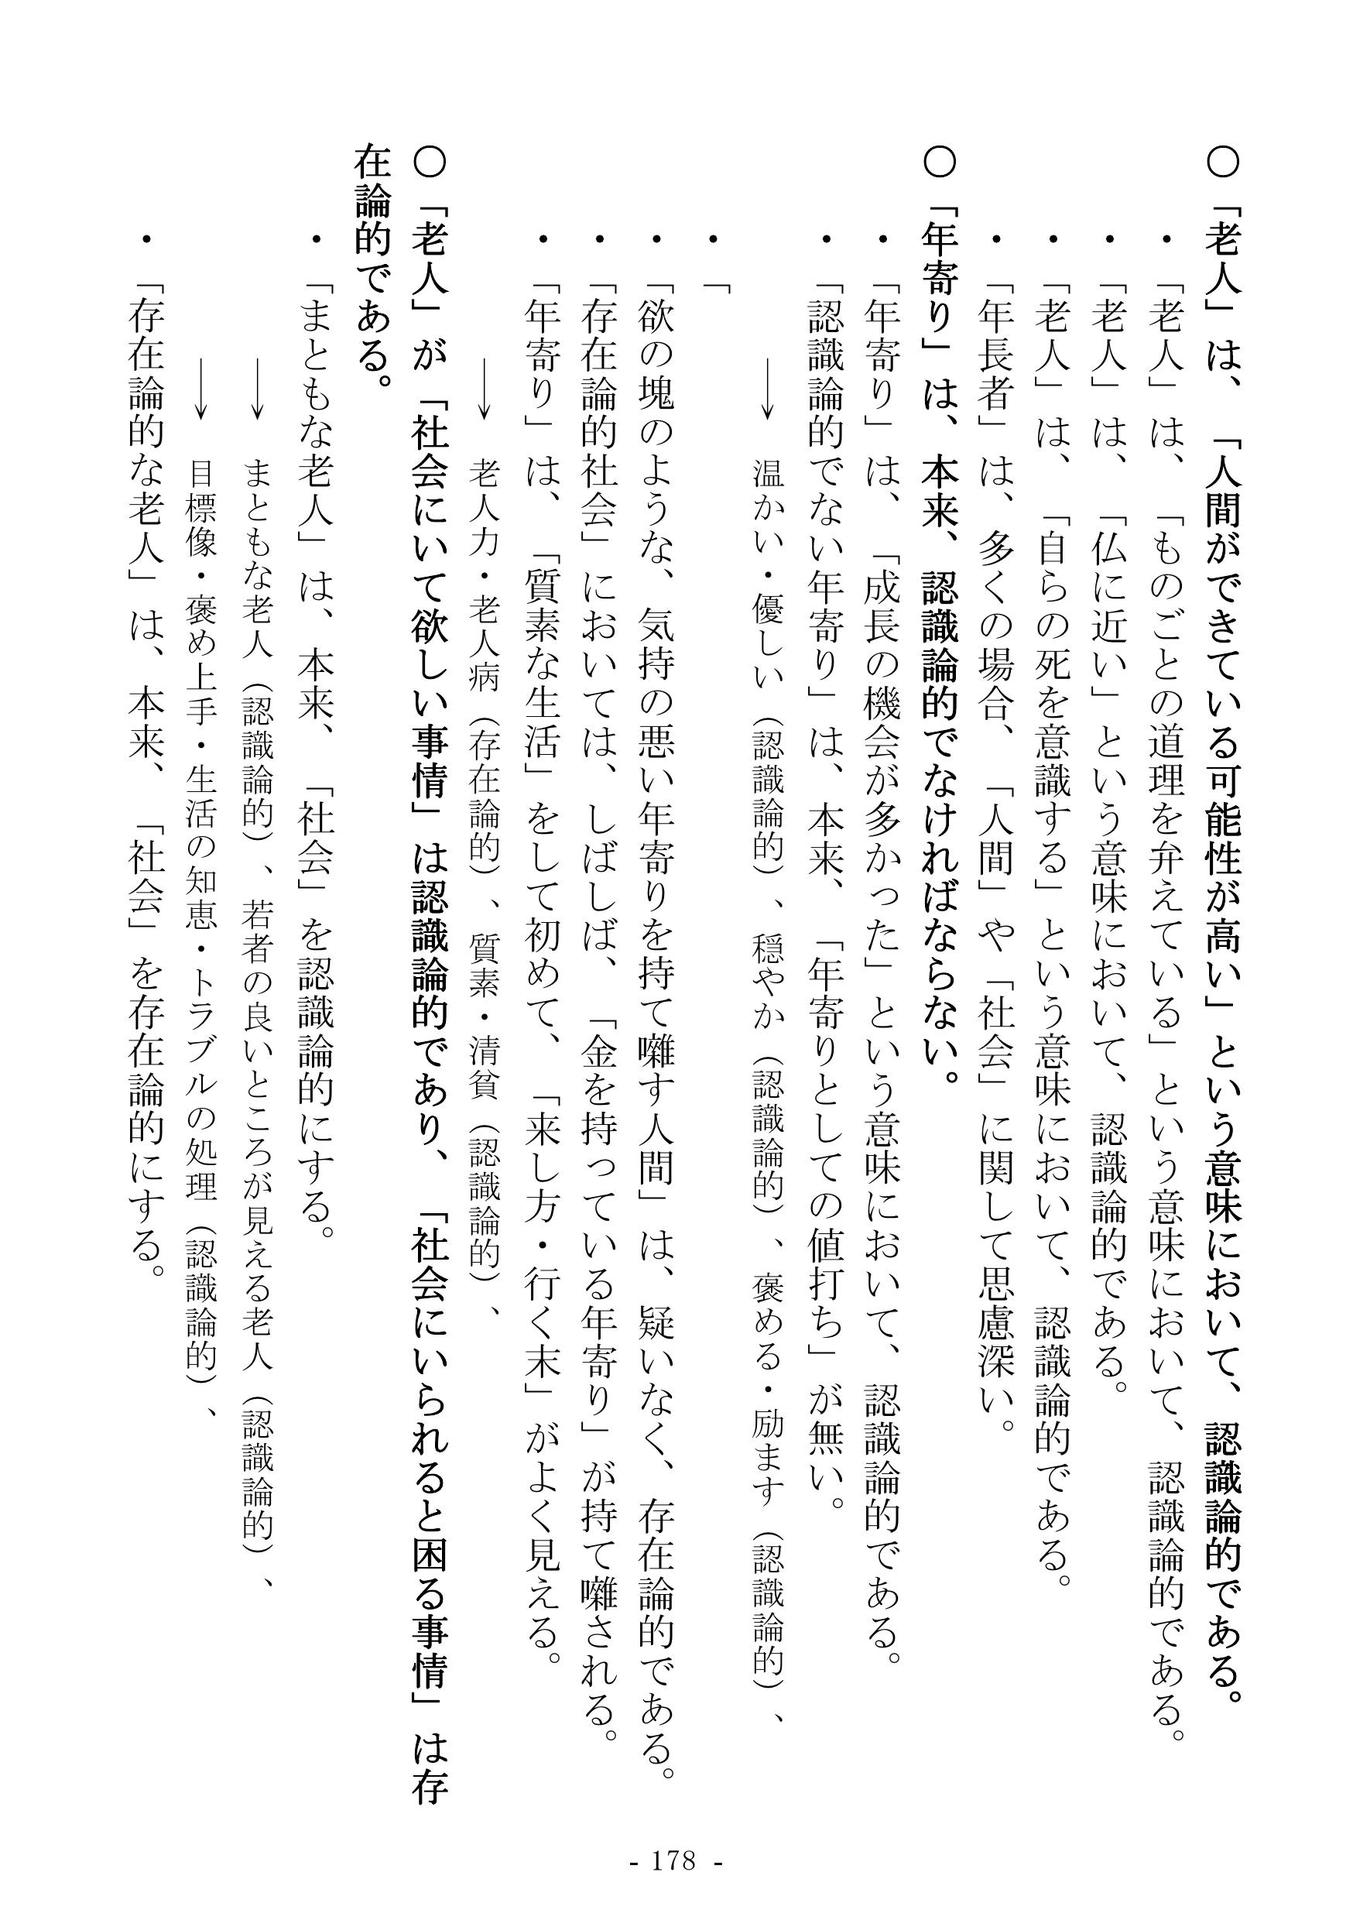 ○「老人」は、「人間ができている可能性が高い」という意味において、認識論的である。
・「老人」は、「ものごとの道理を弁えている」という意味において、認識論的である。
・「老人」は、「仏に近い」という意味において、認識論的である。
・「老人」は、「自らの死を意識する」という意味において、認識論的である。
・「年長者」は、多くの場合、「人間」や「社会」に関して思慮深い。
○「年寄り」は、本来、認識論的でなければならない。
・「年寄り」は、「成長の機会が多かった」という意味において、認識論的である。
・「認識論的でない年寄り」は、本来、「年寄りとしての値打ち」が無い。
→ 温かい・優しい（認識論的）、穏やか（認識論的）、褒める・励ます（認識論的）、
・「
・「欲の塊のような、気持の悪い年寄りを持て囃す人間」は、疑いなく、存在論的である。
・「存在論的社会」においては、しばしば、「金を持っている年寄り」が持て囃される。
・「年寄り」は、「質素な生活」をして初めて、「来し方・行く末」がよく見える。
→ 老人力・老人病（存在論的）、質素・清貧（認識論的）、
○「老人」が「社会にいて欲しい事情」は認識論的であり、「社会にいられると困る事情」は存
在論的である。
・「まともな老人」は、本来、「社会」を認識論的にする。
→ まともな老人（認識論的）、若者の良いところが見える老人（認識論的）、
→ 目標像・褒め上手・生活の知恵・トラブルの処理（認識論的）、
・「存在論的な老人」は、本来、「社会」を存在論的にする。
- 178 -